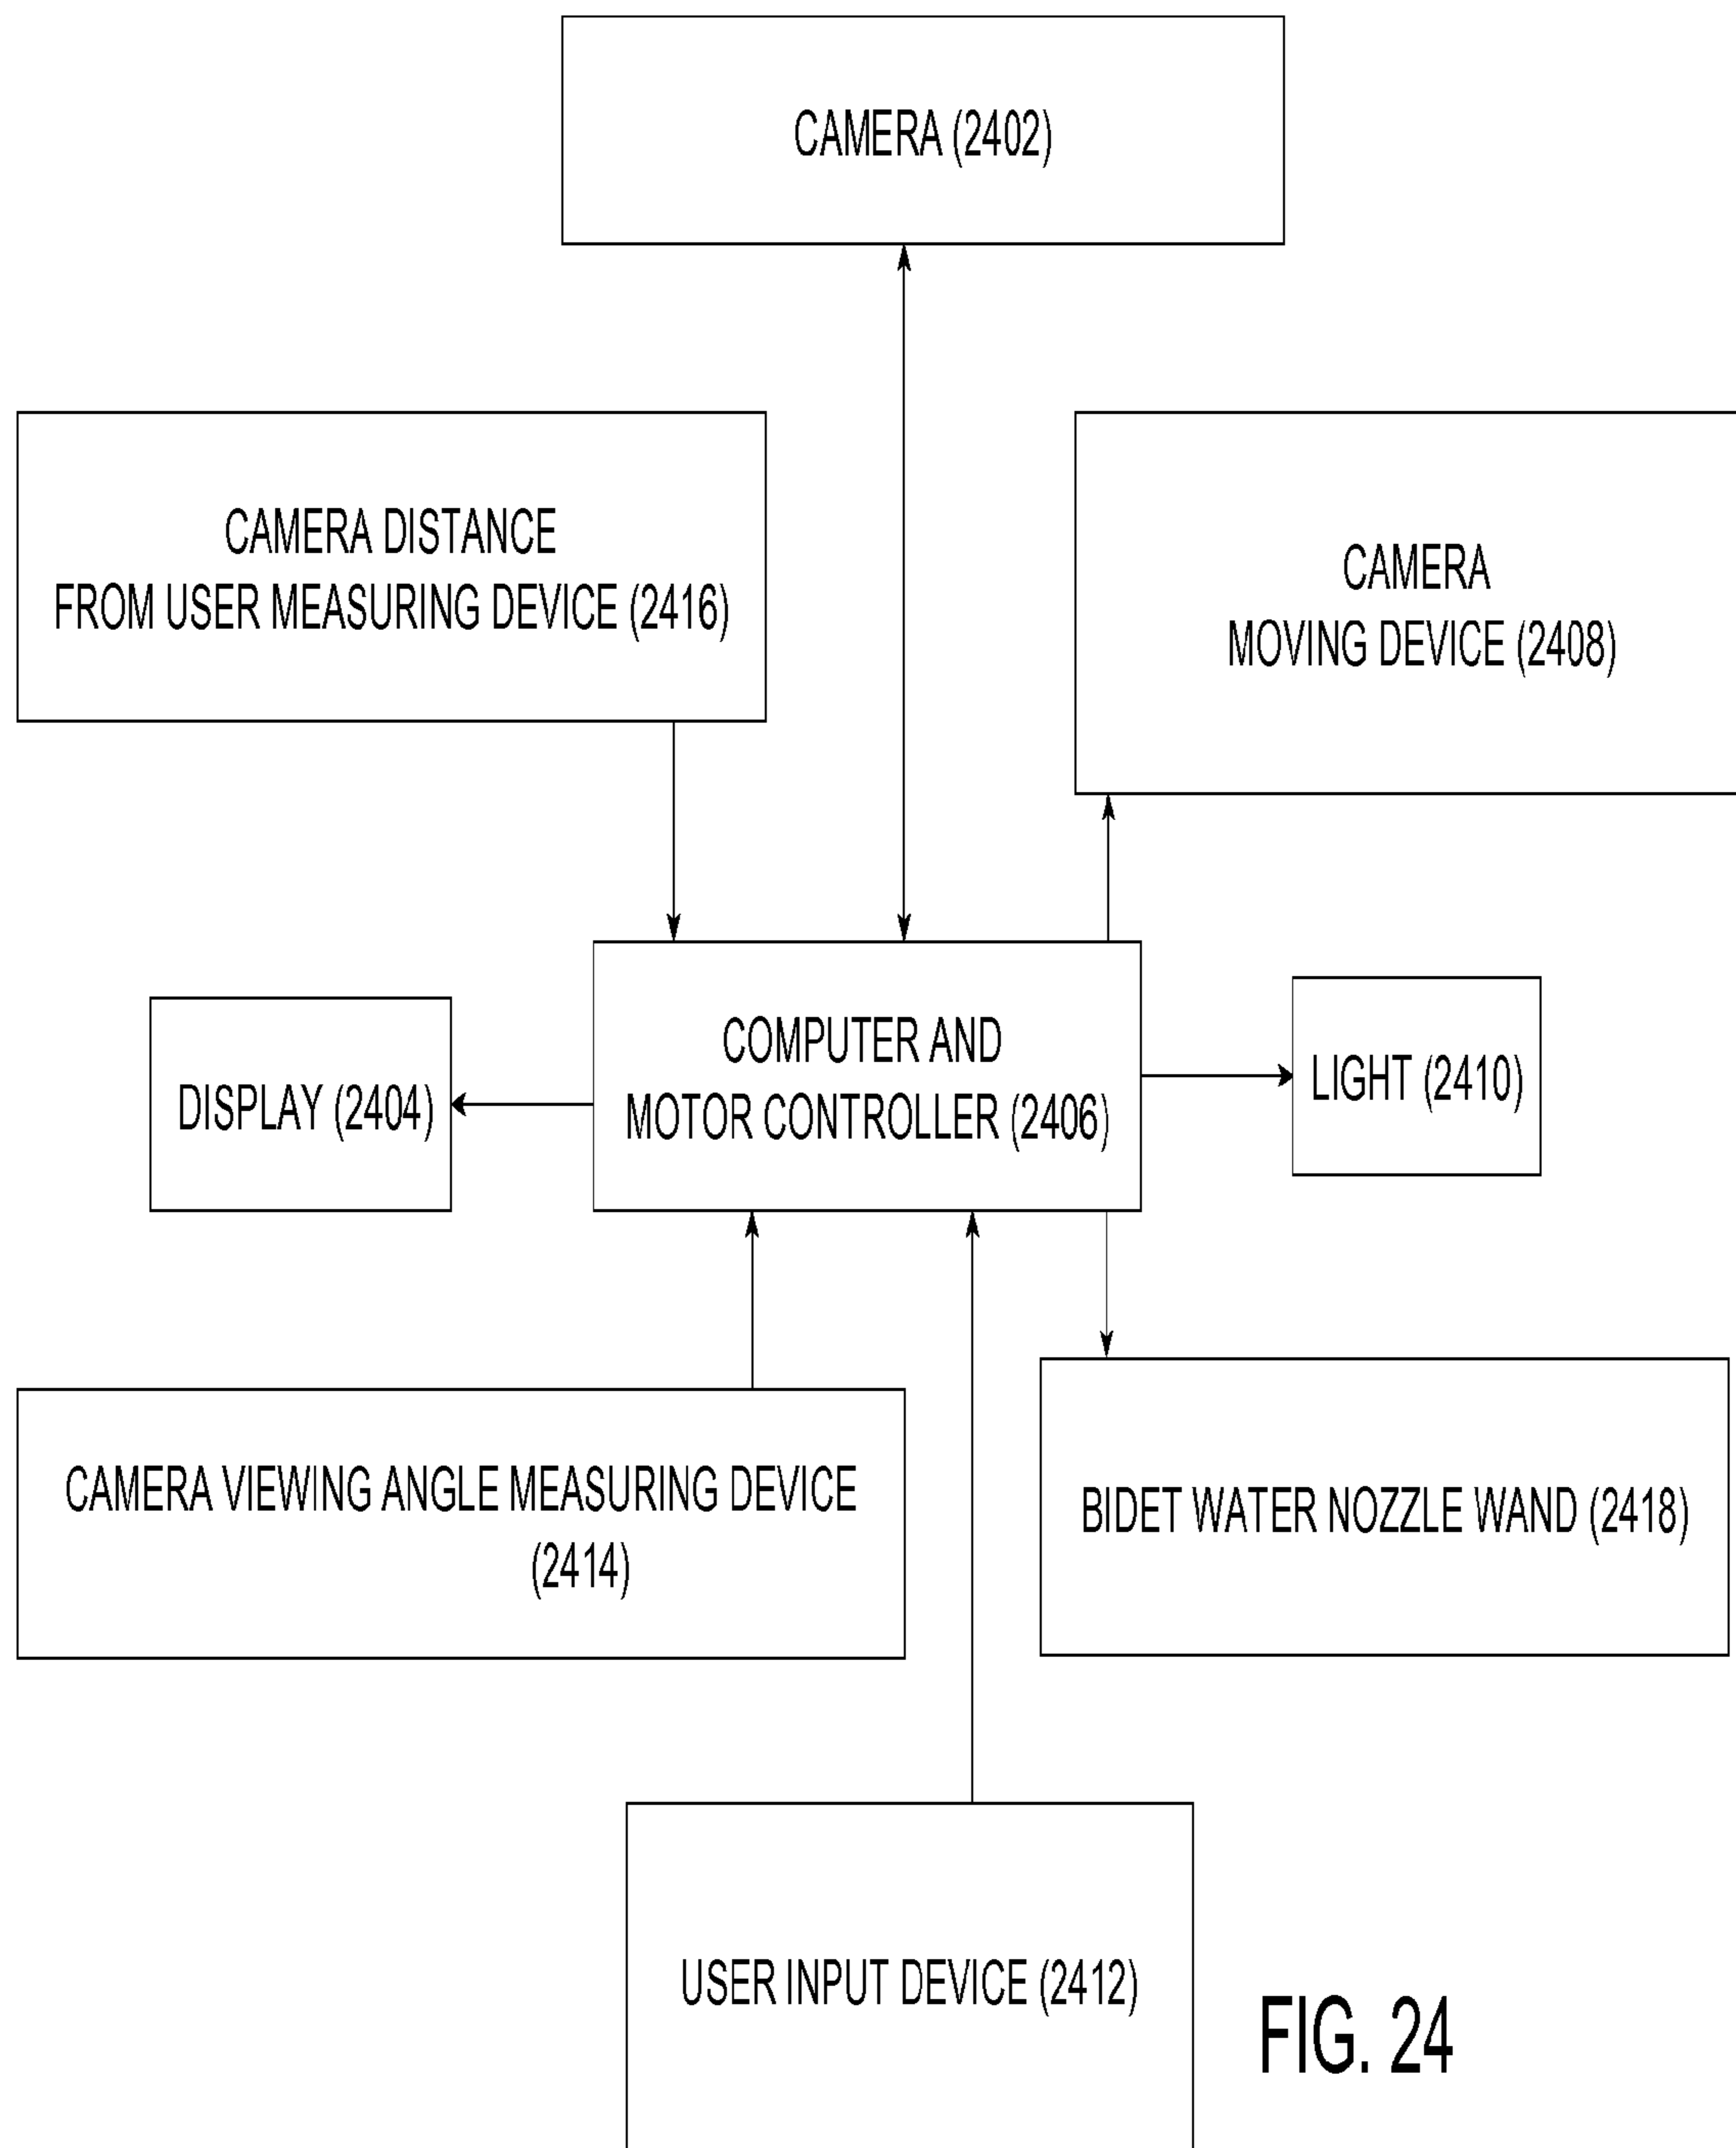 CAMERA (2402)
CAMERA DISTANCE
FROM USER MEASURING DEVICE (2416)
CAMERA
MOVING DEVICE (2408)
COMPUTER AND
MOTOR CONTROLLER (2406)
DISPLAY (2404)
LIGHT (2410)
CAMERA VIEWING ANGLE MEASURING DEVICE
(2414)
BIDET WATER NOZZLE WAND (2418)
USER INPUT DEVICE (2412)
FIG. 24